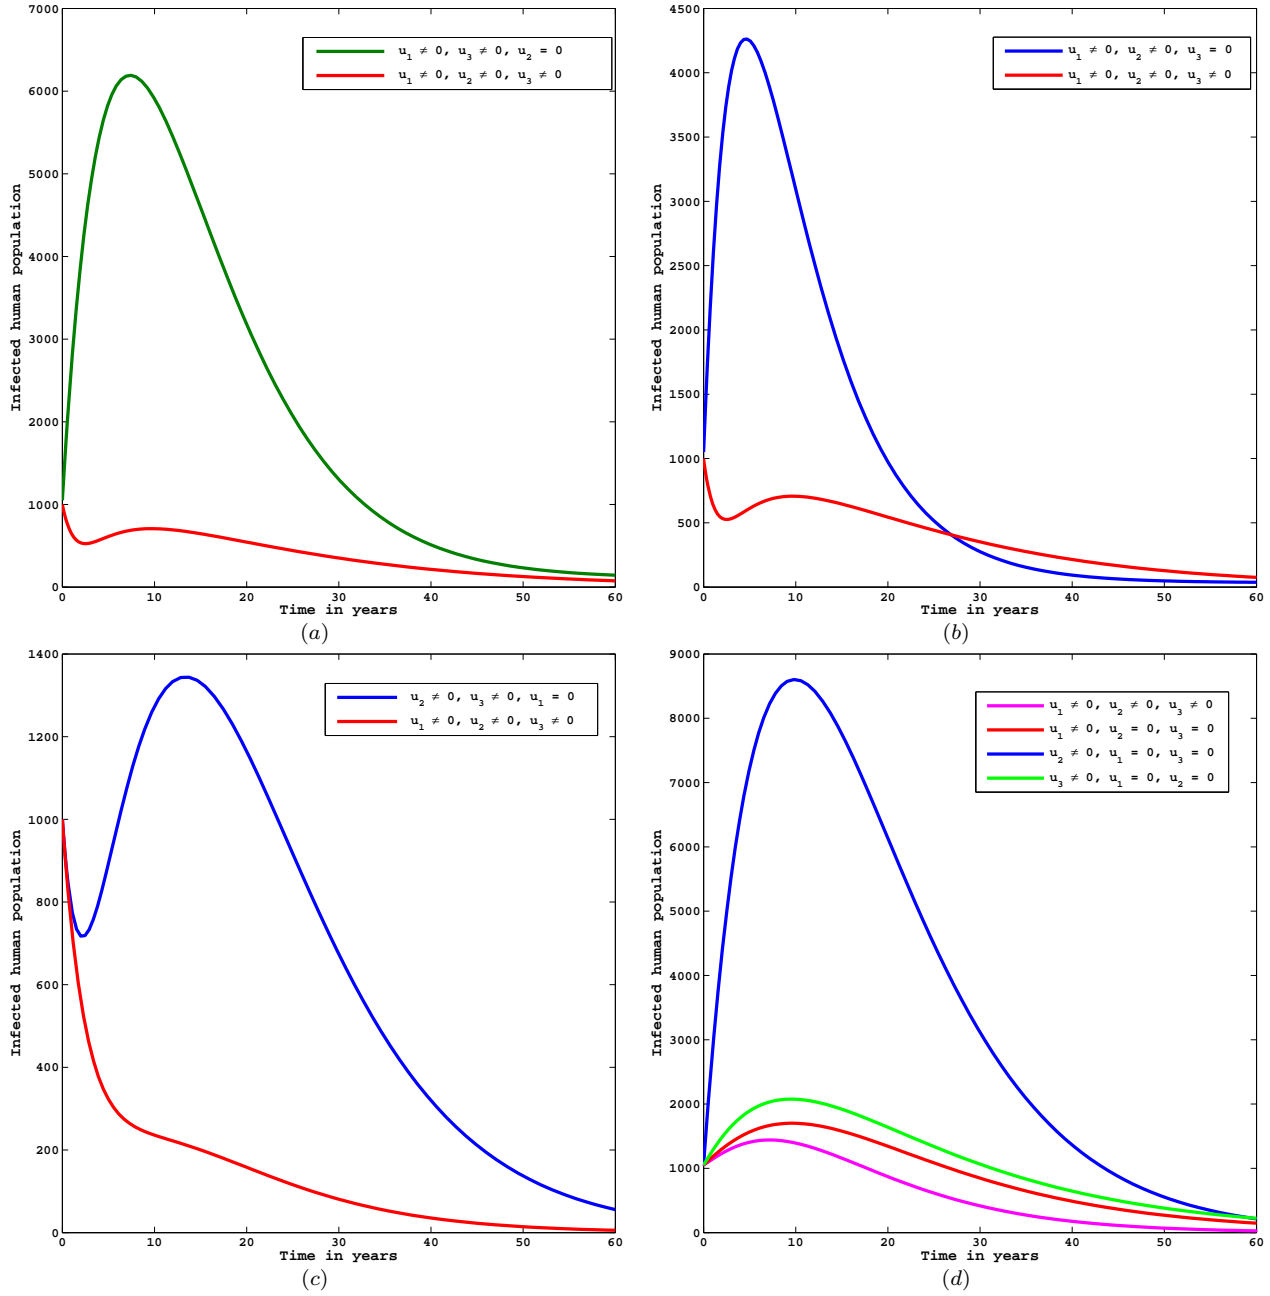 7000
6000
5000
4000
3000
2000
1000
0
Infected human population
u₁ ≠ 0, u₃ ≠ 0, u₂ = 0
u₁ ≠ 0, u₂ ≠ 0, u₃ ≠ 0
0 10 20 30 40 50 60
Time in years
(a)
4500
4000
3500
3000
2500
2000
1500
1000
500
0
Infected human population
u₁ ≠ 0, u₂ ≠ 0, u₃ = 0
u₁ ≠ 0, u₂ ≠ 0, u₃ ≠ 0
0 10 20 30 40 50 60
Time in years
(b)
1400
1200
1000
800
600
400
200
0
Infected human population
u₂ ≠ 0, u₃ ≠ 0, u₁ = 0
u₁ ≠ 0, u₂ ≠ 0, u₃ ≠ 0
0 10 20 30 40 50 60
Time in years
(c)
9000
8000
7000
6000
5000
4000
3000
2000
1000
0
Infected human population
u₁ ≠ 0, u₂ ≠ 0, u₃ ≠ 0
u₁ ≠ 0, u₂ = 0, u₃ = 0
u₂ ≠ 0, u₁ = 0, u₃ = 0
u₃ ≠ 0, u₁ = 0, u₂ = 0
0 10 20 30 40 50 60
Time in years
(d)